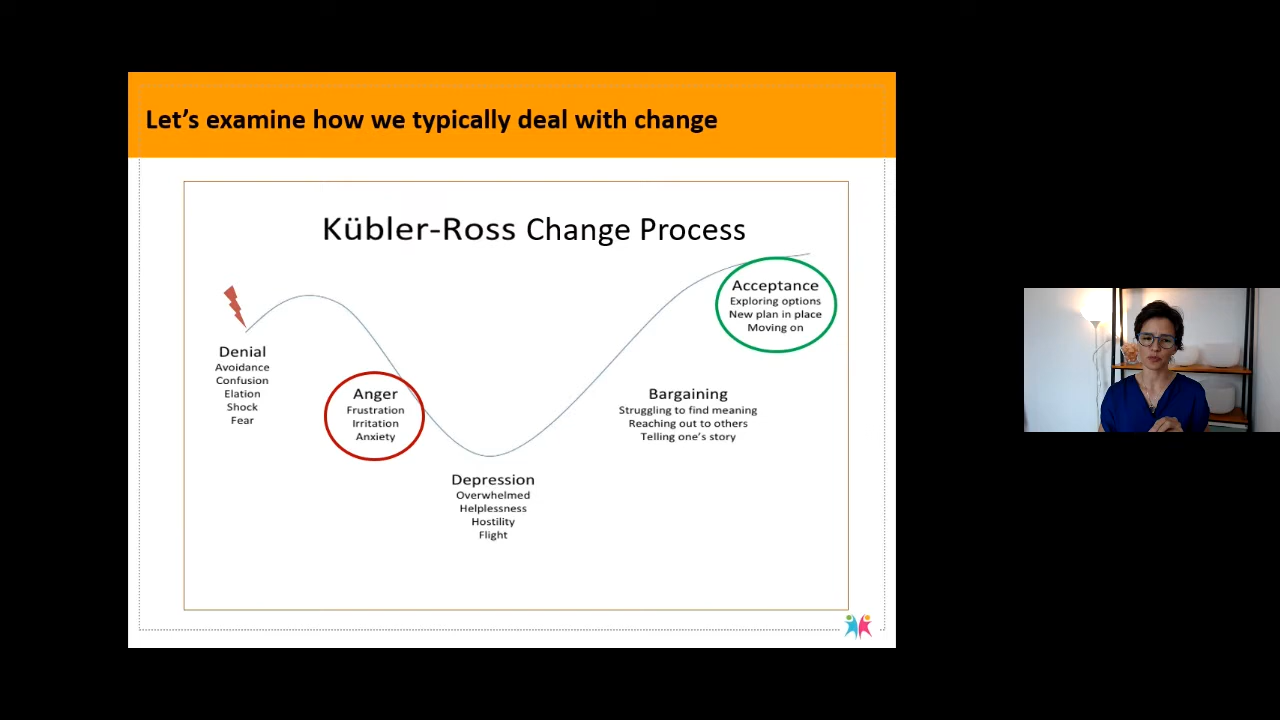 Let’s examine how we typically deal with change
Kübler-Ross Change Process
Denial
Avoidance
Confusion
Elation
Shock
Fear
Anger
Frustration
Irritation
Anxiety
Depression
Overwhelmed
Helplessness
Hostility
Flight
Bargaining
Struggling to find meaning
Reaching out to others
Telling one’s story
Acceptance
Exploring options
New plan in place
Moving on